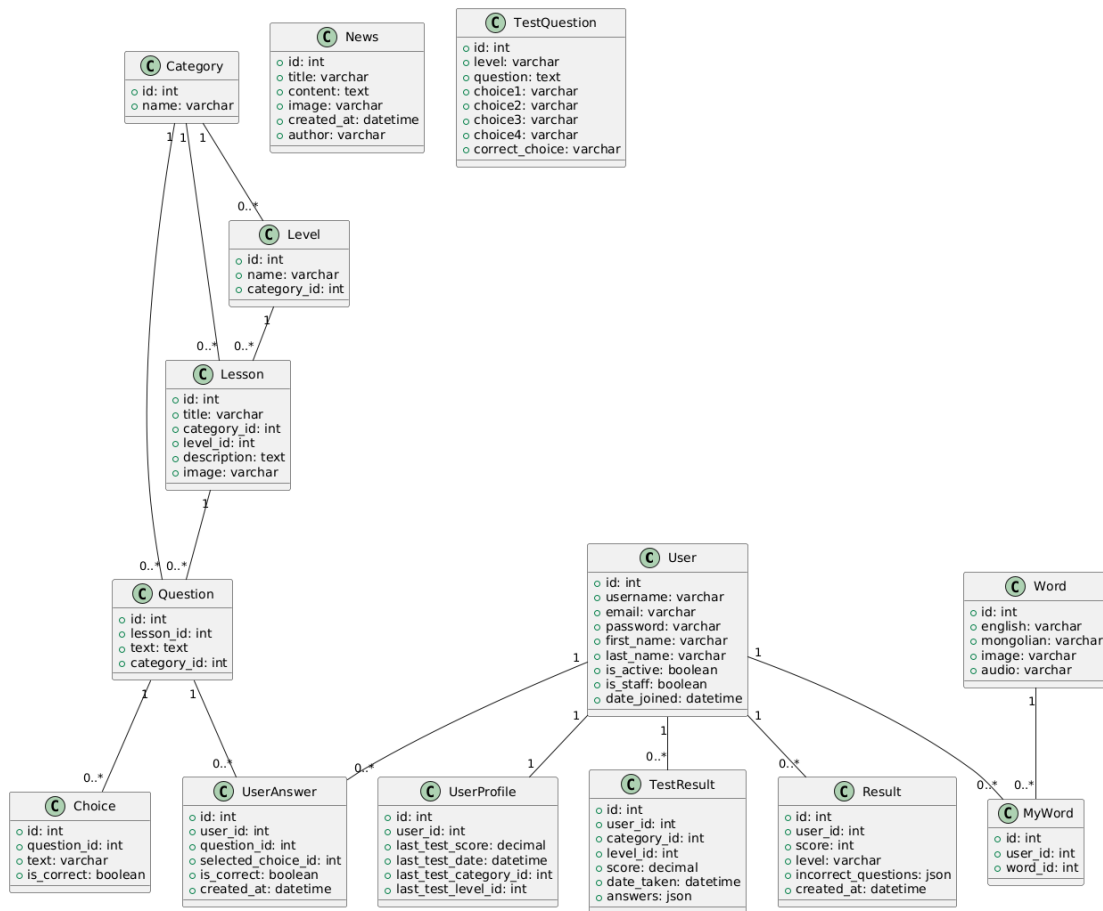 C News
+ id: int
+ title: varchar
+ content: text
+ image: varchar
+ created_at: datetime
+ author: varchar
C TestQuestion
+ id: int
+ level: varchar
+ question: text
+ choice1: varchar
+ choice2: varchar
+ choice3: varchar
+ choice4: varchar
+ correct_choice: varchar
C Category
+ id: int
+ name: varchar
1
1
1
0..*
C Level
+ id: int
+ name: varchar
+ category_id: int
1
0..*
0..*
C Lesson
+ id: int
+ title: varchar
+ category_id: int
+ level_id: int
+ description: text
+ image: varchar
1
0..*
0..*
C Question
+ id: int
+ lesson_id: int
+ text: text
+ category_id: int
1
1
C User
+ id: int
+ username: varchar
+ email: varchar
+ password: varchar
+ first_name: varchar
+ last_name: varchar
+ is_active: boolean
+ is_staff: boolean
+ date_joined: datetime
1
1
1
1
1
C Word
+ id: int
+ english: varchar
+ mongolian: varchar
+ image: varchar
+ audio: varchar
1
0..*
C Choice
+ id: int
+ question_id: int
+ text: varchar
+ is_correct: boolean
0..*
0..*
C UserAnswer
+ id: int
+ user_id: int
+ question_id: int
+ selected_choice_id: int
+ is_correct: boolean
+ created_at: datetime
1
C UserProfile
+ id: int
+ user_id: int
+ last_test_score: decimal
+ last_test_date: datetime
+ last_test_category_id: int
+ last_test_level_id: int
0..*
C TestResult
+ id: int
+ user_id: int
+ category_id: int
+ level_id: int
+ score: decimal
+ date_taken: datetime
+ answers: json
0..*
C Result
+ id: int
+ user_id: int
+ score: int
+ level: varchar
+ incorrect_questions: json
+ created_at: datetime
0..*
0..*
C MyWord
+ id: int
+ user_id: int
+ word_id: int